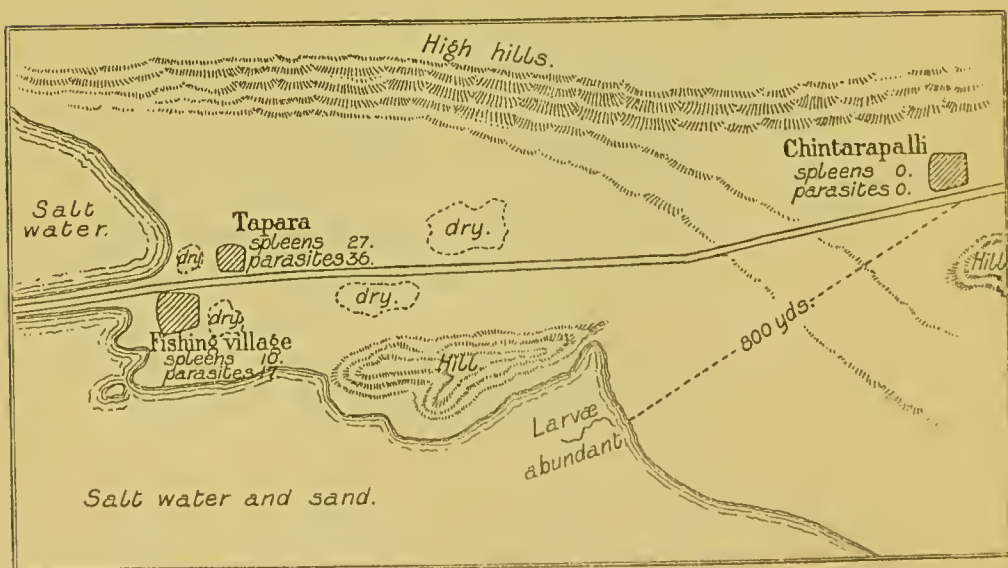 High hills.
Chintarapalli
spleens 0.
parasites 0.
Salt
water.
Tapara
spleens 27.
parasites 36.
dry.
dry.
Hill
dry.
dry.
Fishing village
spleens 10.
parasites 17.
800 yds.
Hill
Larvæ
abundant
Salt water and sand.